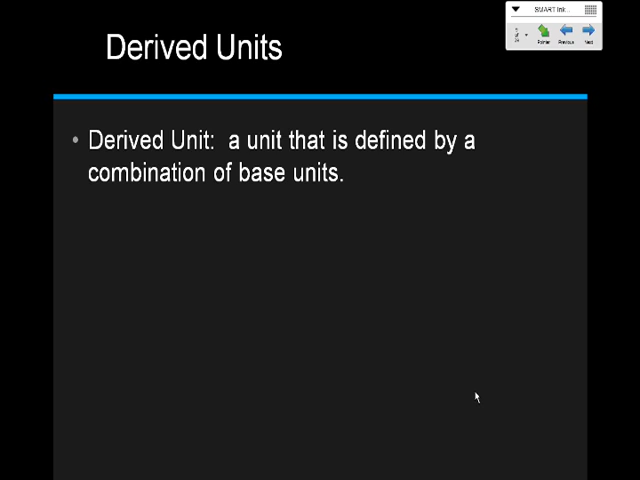 Derived Units
SMART Ink...
Pointer Previous Next
• Derived Unit: a unit that is defined by a
combination of base units.